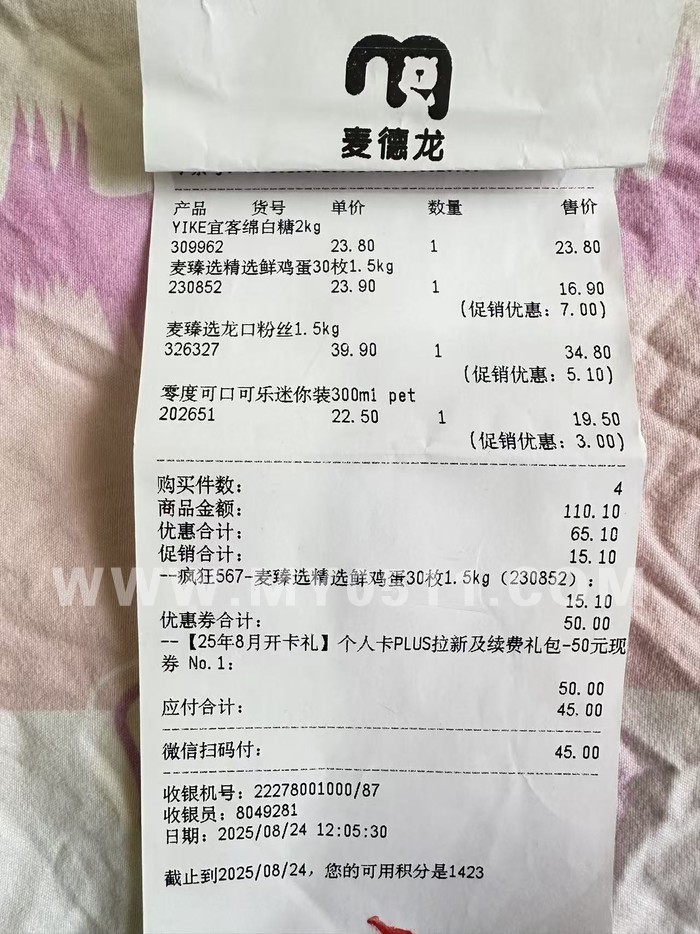 麦德龙
产品 货号 单价 数量 售价
YIKE宜客绵白糖2kg
309962 23.80 1 23.80
麦臻选精选鲜鸡蛋30枚1.5kg
230852 23.90 1 16.90
(促销优惠: 7.00)
麦臻选龙口粉丝1.5kg
326327 39.90 1 34.80
(促销优惠: 5.10)
零度可口可乐迷你装300ml pet
202651 22.50 1 19.50
(促销优惠: 3.00)
购买件数: 4
商品金额: 110.10
优惠合计: 65.10
促销合计: 15.10
--疯狂567-麦臻选精选鲜鸡蛋30枚1.5kg (230852) :
15.10
优惠券合计: 50.00
--【25年8月开卡礼】个人卡PLUS拉新及续费礼包-50元现
券 No.1:
50.00
应付合计: 45.00
微信扫码付: 45.00
收银机号: 22278001000/87
收银员: 8049281
日期: 2025/08/24 12:05:30
截止到2025/08/24, 您的可用积分是1423
WWW.MY0511.COM